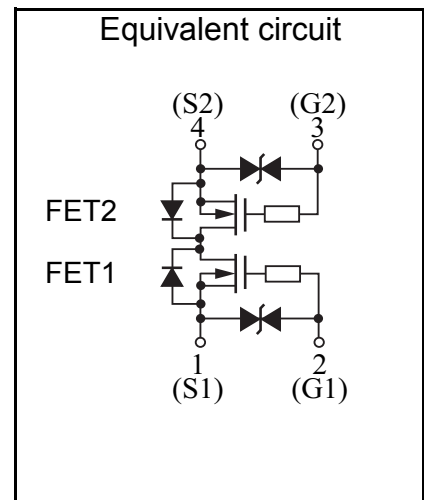 Equivalent circuit
(S2) (G2)
4 3
FET2
FET1
1 2
(S1) (G1)